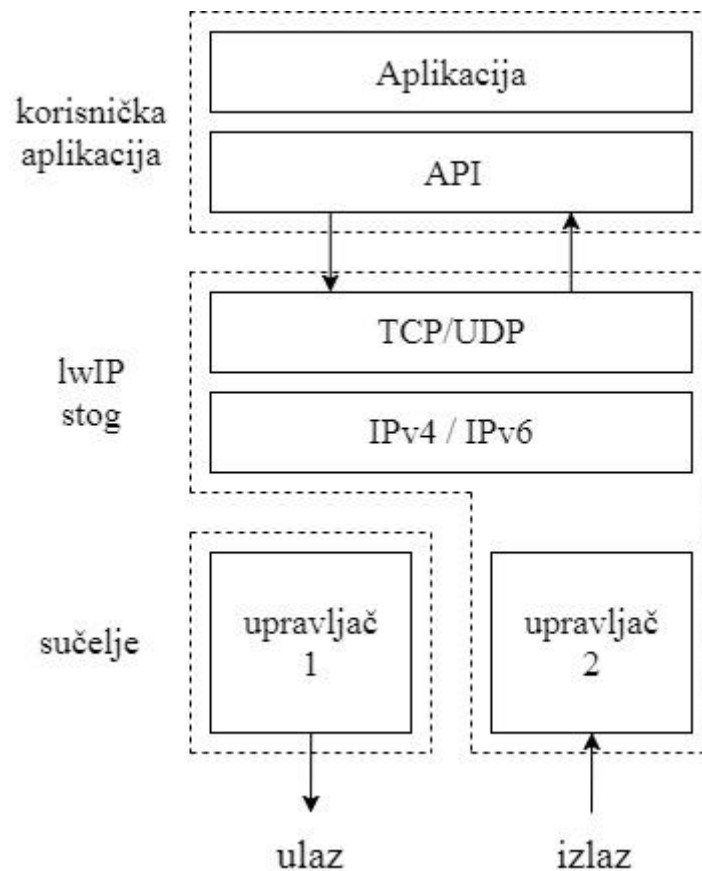 Aplikacija
korisnička
aplikacija
API
TCP/UDP
lwIP
stog
IPv4 / IPv6
upravljač
1
upravljač
2
sučelje
ulaz
izlaz